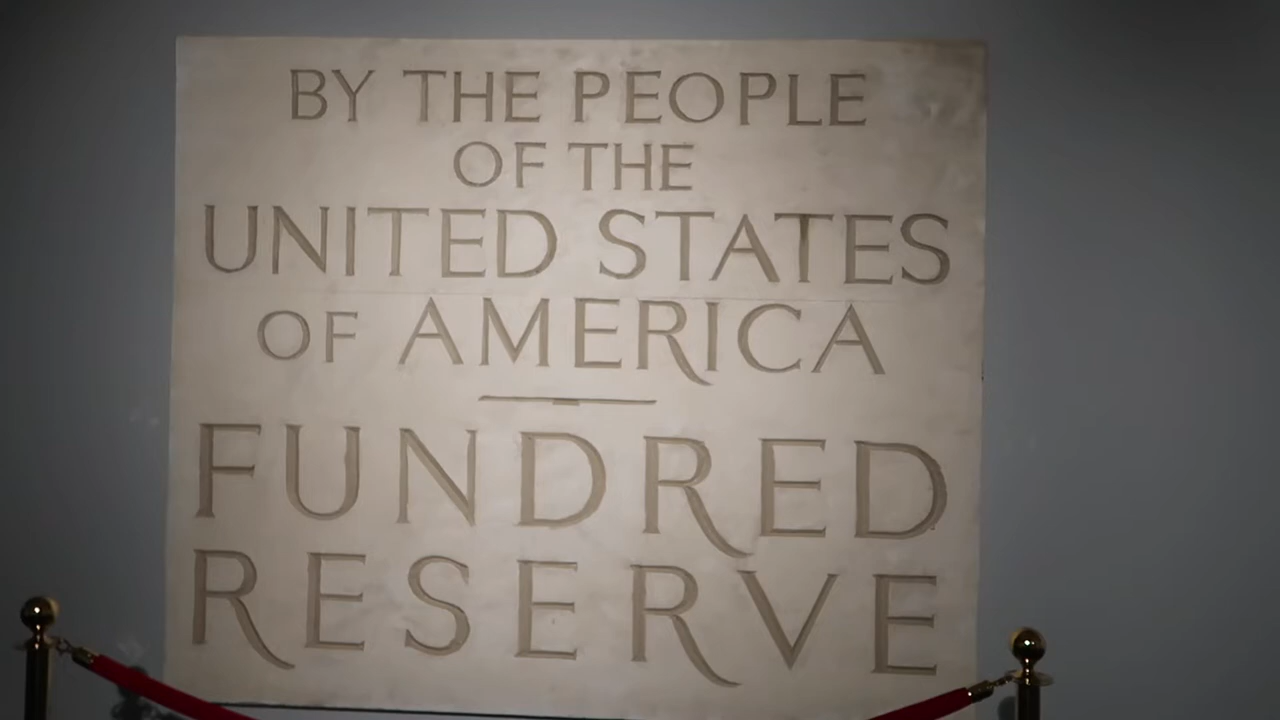 BY THE PEOPLE
OF THE
UNITED STATES
OF AMERICA
FUNDRED
RESERVE